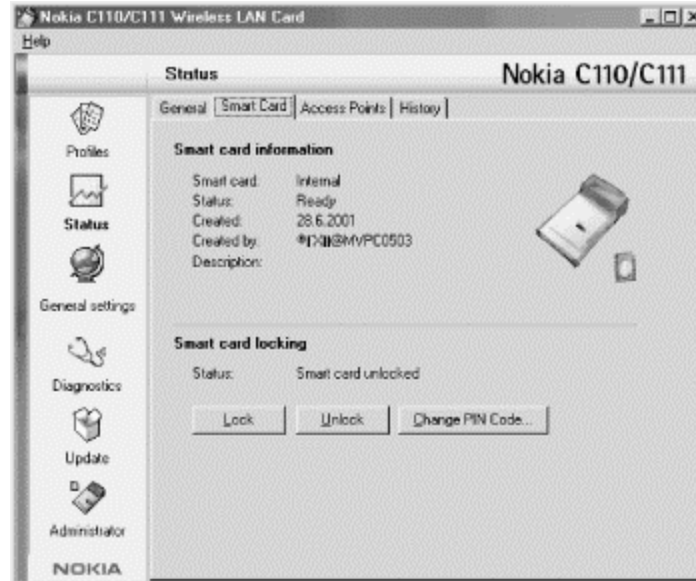 Nokia C110/C111 Wireless LAN Card
Help
Status Nokia C110/C111
General Smart Card Access Points History
Profiles
Status
General settings
Diagnostics
Update
Administrator
NOKIA
Smart card information
Smart card: Internal
Status: Ready
Created: 28.6.2001
Created by: @MVPC0503
Description:
Smart card locking
Status: Smart card unlocked
Lock Unlock Change PIN Code...